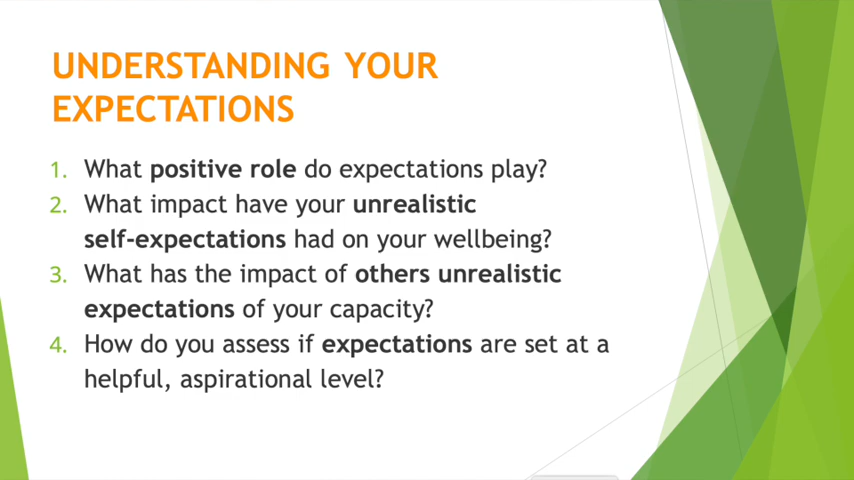 UNDERSTANDING YOUR
EXPECTATIONS
1. What positive role do expectations play?
2. What impact have your unrealistic
self-expectations had on your wellbeing?
3. What has the impact of others unrealistic
expectations of your capacity?
4. How do you assess if expectations are set at a
helpful, aspirational level?